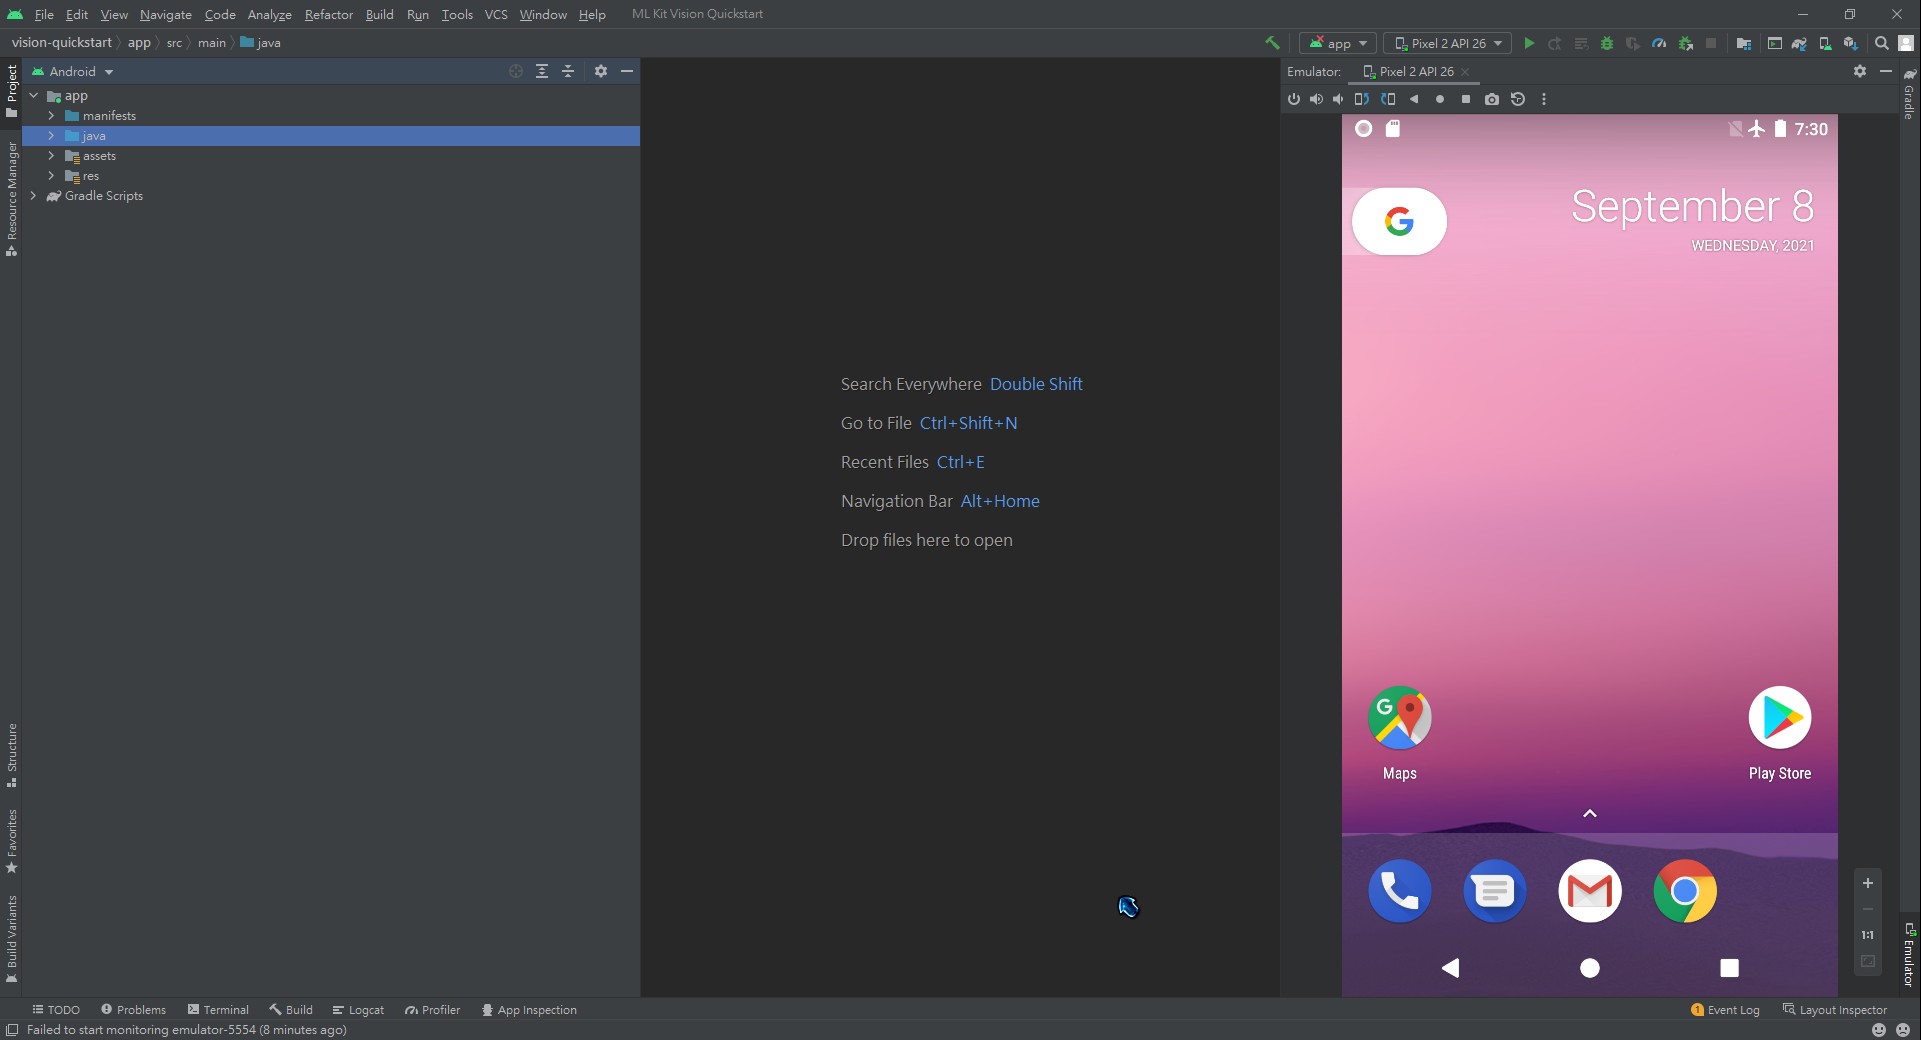 File Edit View Navigate Code Analyze Refactor Build Run Tools VCS Window Help ML Kit Vision Quickstart
vision-quickstart app src main java app Pixel 2 API 26
Project
Android
app
manifests
java
assets
res
Gradle Scripts
Resource Manager
Structure
Favorites
Build Variants
Search Everywhere Double Shift
Go to File Ctrl+Shift+N
Recent Files Ctrl+E
Navigation Bar Alt+Home
Drop files here to open
Emulator: Pixel 2 API 26
7:30
G
September 8
WEDNESDAY, 2021
G
Maps
Play Store
1:1
Gradle
Emulator
TODO Problems Terminal Build Logcat Profiler App Inspection 1 Event Log Layout Inspector
Failed to start monitoring emulator-5554 (8 minutes ago)